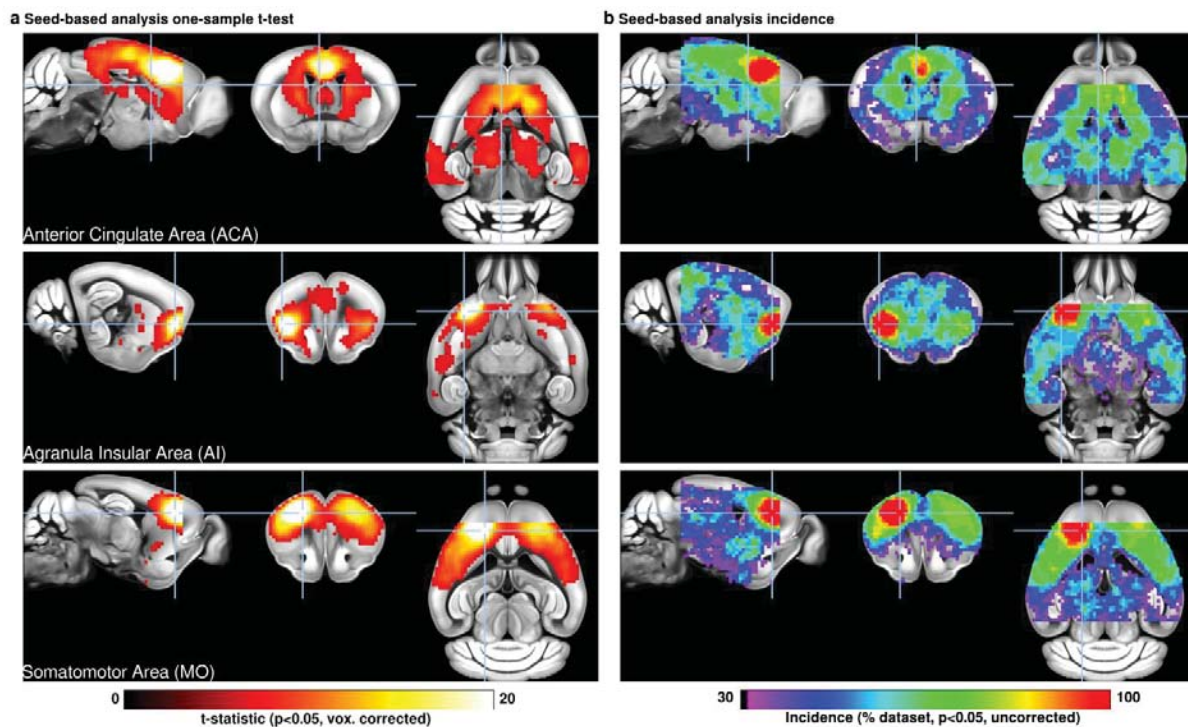 a Seed-based analysis one-sample t-test
b Seed-based analysis incidence
Anterior Cingulate Area (ACA)
Agranula Insular Area (AI)
Somatomotor Area (MO)
0 20
t-statistic (p<0.05, vox. corrected)
30 100
Incidence (% dataset, p<0.05, uncorrected)